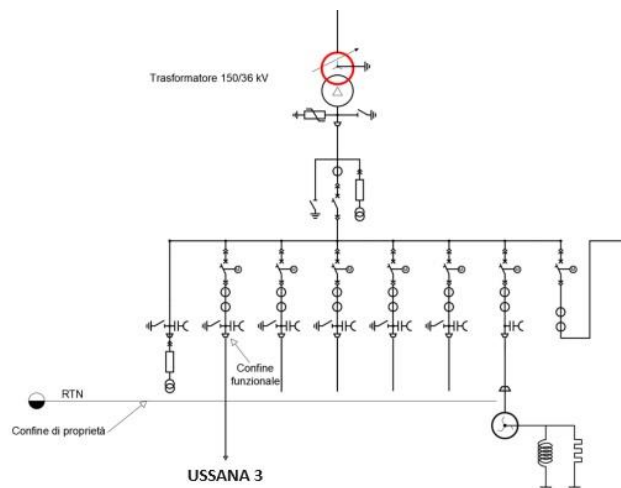 Trasformatore 150/36 kV
Confine
funzionale
RTN
Confine di proprietà
USSANA 3